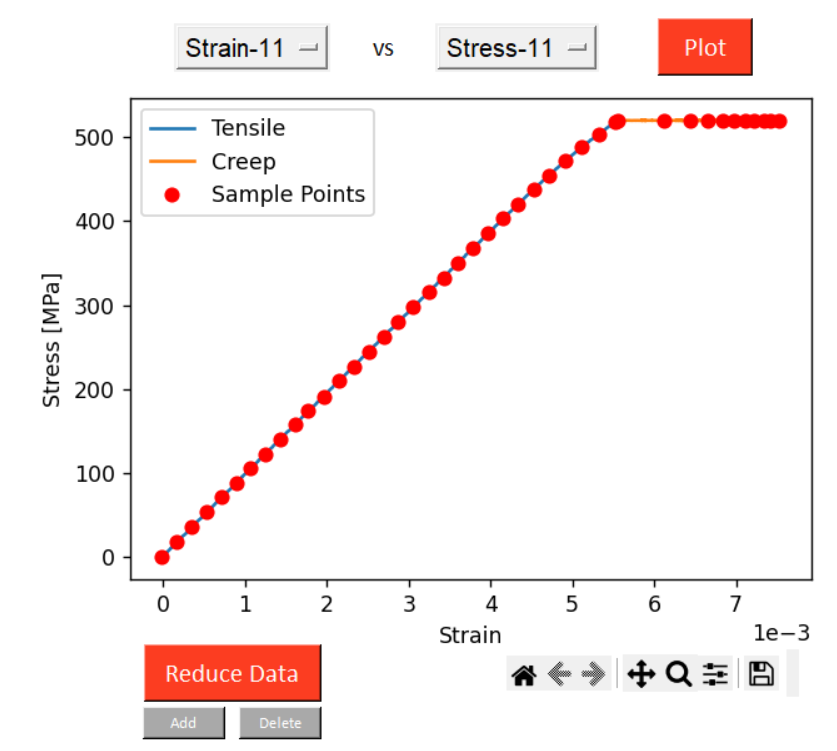 Strain-11 vs Stress-11 Plot
Tensile
Creep
Sample Points
Stress [MPa]
500
400
300
200
100
0
0 1 2 3 4 5 6 7
1e−3
Strain
Reduce Data
Add Delete